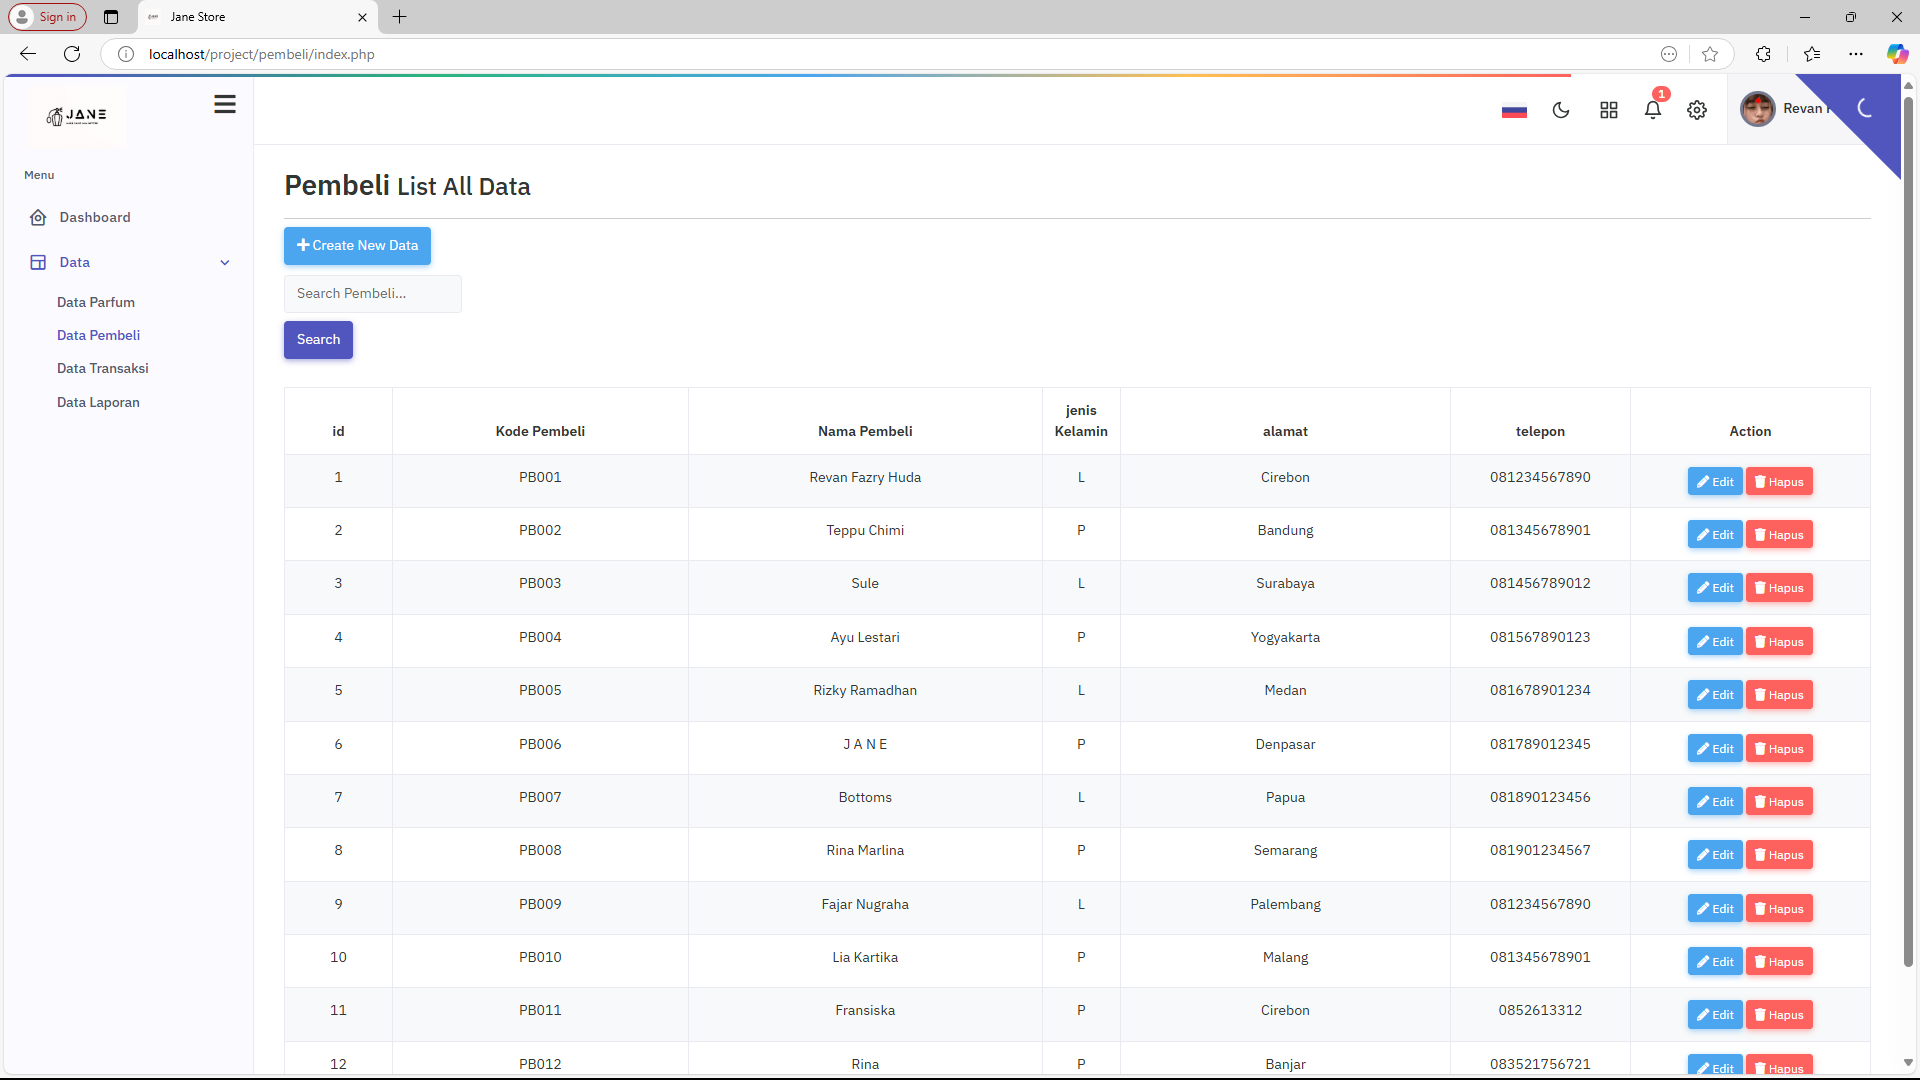 Sign in
Jane Store
localhost/project/pembeli/index.php
JANE
1
Revan
Menu
Dashboard
Data
Data Parfum
Data Pembeli
Data Transaksi
Data Laporan
Pembeli List All Data
Create New Data
Search Pembeli...
Search
id Kode Pembeli Nama Pembeli jenis Kelamin alamat telepon Action
1 PB001 Revan Fazry Huda L Cirebon 081234567890 Edit Hapus
2 PB002 Teppu Chimi P Bandung 081345678901 Edit Hapus
3 PB003 Sule L Surabaya 081456789012 Edit Hapus
4 PB004 Ayu Lestari P Yogyakarta 081567890123 Edit Hapus
5 PB005 Rizky Ramadhan L Medan 081678901234 Edit Hapus
6 PB006 J A N E P Denpasar 081789012345 Edit Hapus
7 PB007 Bottoms L Papua 081890123456 Edit Hapus
8 PB008 Rina Marlina P Semarang 081901234567 Edit Hapus
9 PB009 Fajar Nugraha L Palembang 081234567890 Edit Hapus
10 PB010 Lia Kartika P Malang 081345678901 Edit Hapus
11 PB011 Fransiska P Cirebon 0852613312 Edit Hapus
12 PB012 Rina P Banjar 083521756721 Edit Hapus